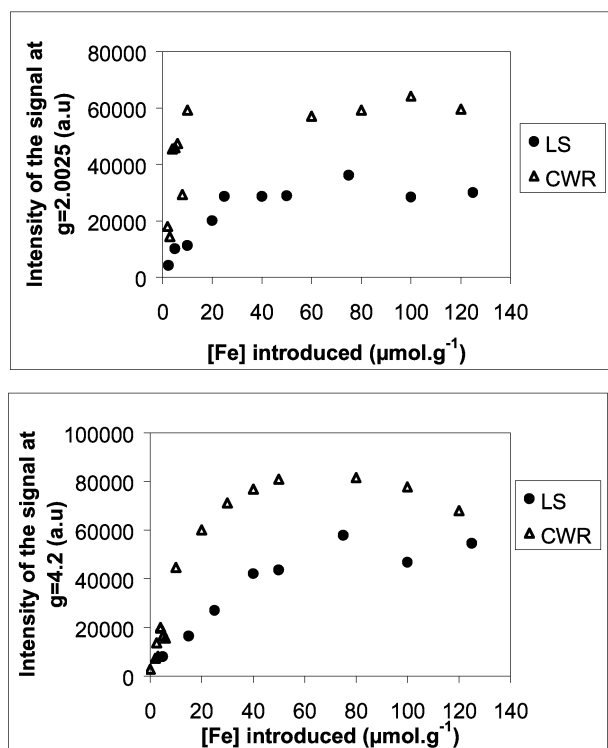 Intensity of the signal at
g=2.0025 (a.u)
80000
60000
40000
20000
0
0 20 40 60 80 100 120 140
[Fe] introduced (µmol.g⁻¹)
LS
CWR
Intensity of the signal at
g=4.2 (a.u)
100000
80000
60000
40000
20000
0
0 20 40 60 80 100 120 140
[Fe] introduced (µmol.g⁻¹)
LS
CWR